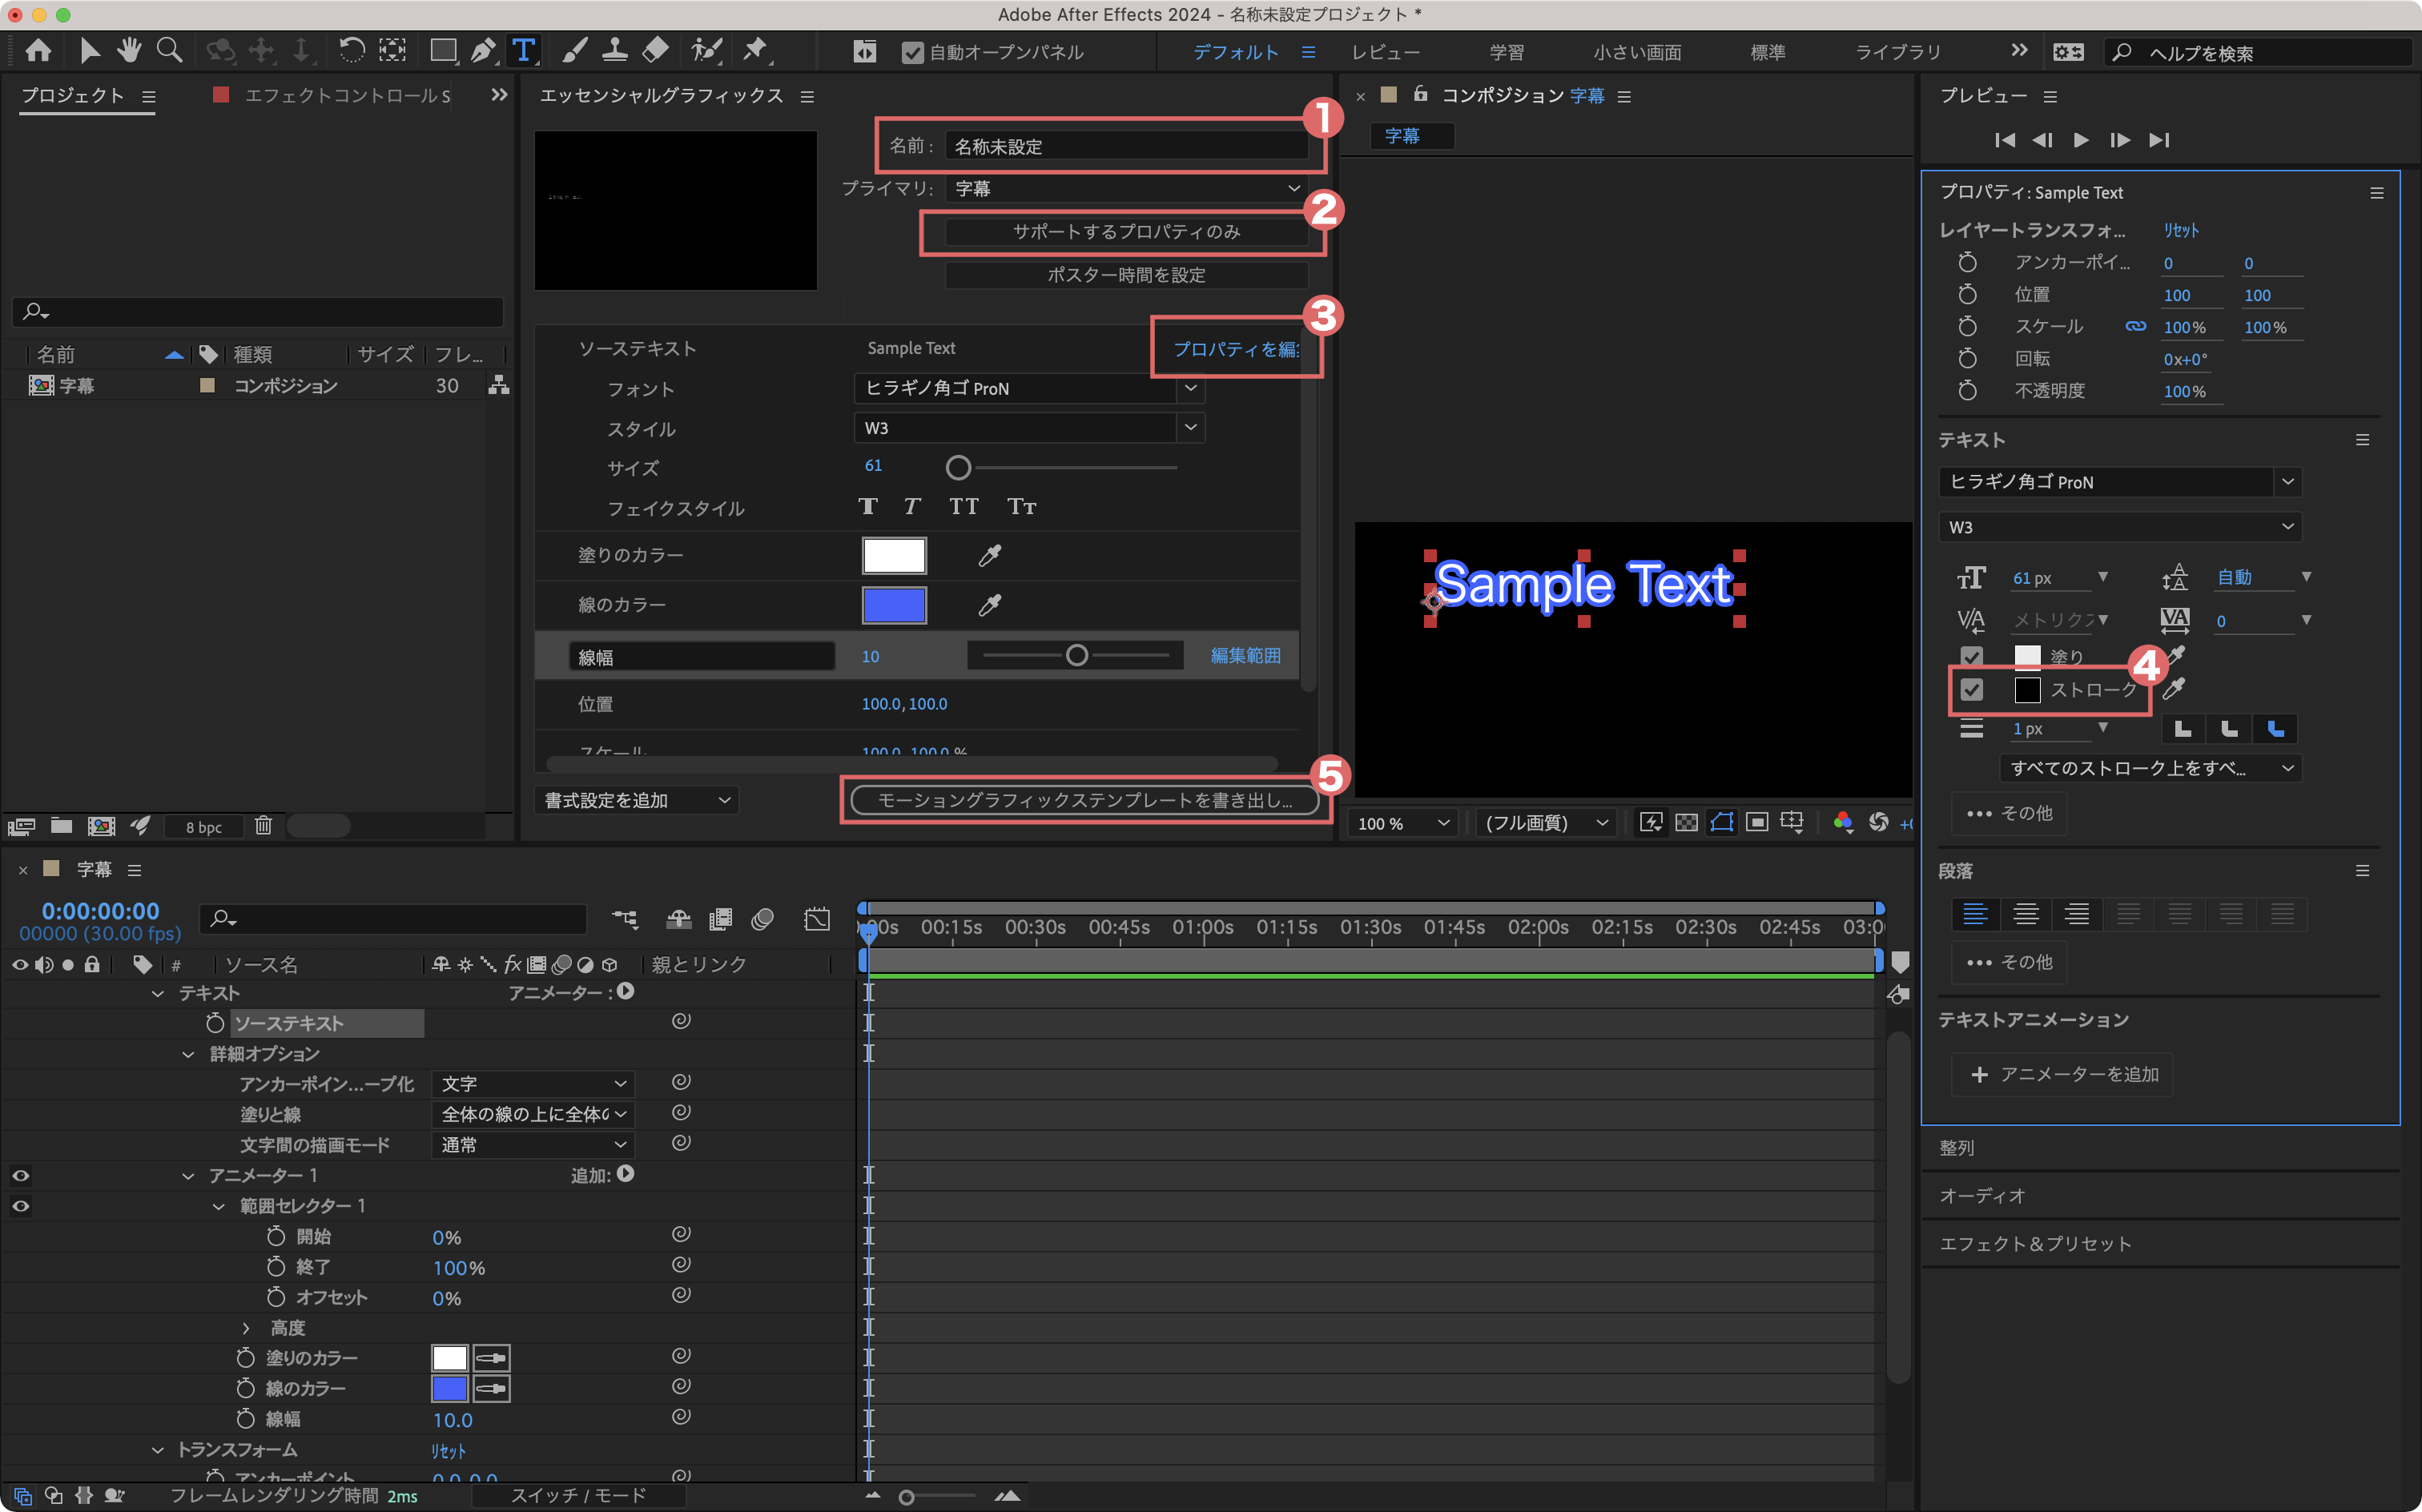 Adobe After Effects 2024 - 名称未設定プロジェクト *
自動オープンパネル
デフォルト
レビュー
学習
小さい画面
標準
ライブラリ
ヘルプを検索
プロジェクト
エフェクトコントロール S
名前
種類
サイズ
フレ...
字幕
コンポジション
30
8 bpc
エッセンシャルグラフィックス
1
名前 :
名称未設定
プライマリ:
字幕
2
サポートするプロパティのみ
ポスター時間を設定
3
ソーステキスト
Sample Text
プロパティを編集
フォント
ヒラギノ角ゴ ProN
スタイル
W3
サイズ
61
フェイクスタイル
T T TT Tт
塗りのカラー
線のカラー
線幅
10
編集範囲
位置
100.0, 100.0
スケール
100.0, 100.0 %
書式設定を追加
5
モーショングラフィックステンプレートを書き出し...
コンポジション 字幕
字幕
Sample Text
100 %
(フル画質)
プレビュー
プロパティ: Sample Text
レイヤートランスフォ...
リセット
アンカーポイ...
0
0
位置
100
100
スケール
100%
100%
回転
0x+0°
不透明度
100%
テキスト
ヒラギノ角ゴ ProN
W3
61 px
自動
メトリクス
0
塗り
4
ストローク
1 px
すべてのストローク上をすべ...
その他
段落
その他
テキストアニメーション
アニメーターを追加
整列
オーディオ
エフェクト＆プリセット
字幕
0:00:00:00
00000 (30.00 fps)
00s 00:15s 00:30s 00:45s 01:00s 01:15s 01:30s 01:45s 02:00s 02:15s 02:30s 02:45s 03:0
#
ソース名
fx
親とリンク
テキスト
アニメーター :
ソーステキスト
詳細オプション
アンカーポイン...ープ化
文字
塗りと線
全体の線の上に全体の
文字間の描画モード
通常
アニメーター 1
追加:
範囲セレクター 1
開始
0%
終了
100%
オフセット
0%
高度
塗りのカラー
線のカラー
線幅
10.0
トランスフォーム
リセット
アンカーポイント
0.0, 0.0
フレームレンダリング時間 2ms
スイッチ / モード